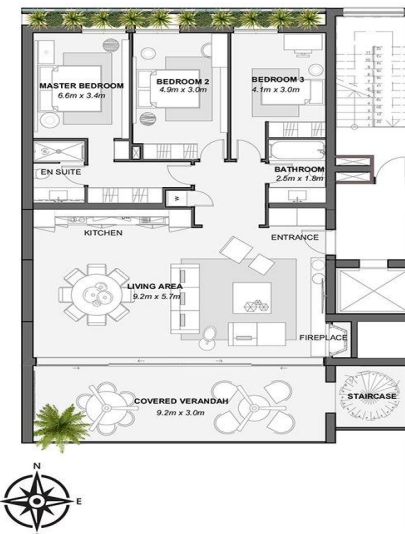 MASTER BEDROOM
6.6m x 3.4m
BEDROOM 2
4.9m x 3.0m
BEDROOM 3
4.1m x 3.0m
EN SUITE
BATHROOM
2.5m x 1.8m
W
KITCHEN
ENTRANCE
LIVING AREA
9.2m x 5.7m
FIREPLACE
COVERED VERANDAH
9.2m x 3.0m
STAIRCASE
N
W
E
S